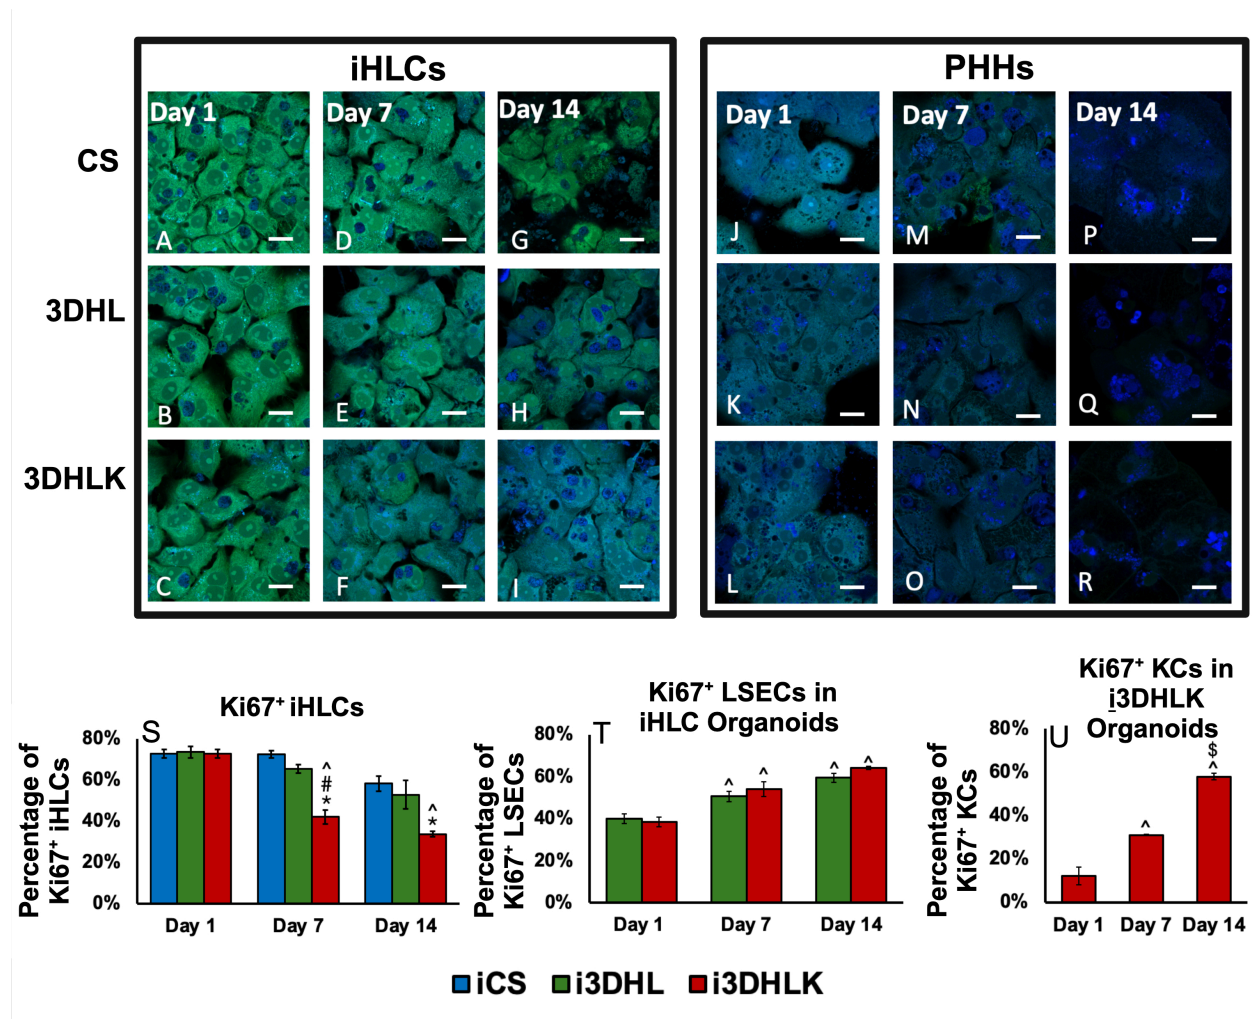 iHLCs
PHHs
CS
3DHL
3DHLK
Day 1
Day 7
Day 14
A
D
G
B
E
H
C
F
I
Day 1
Day 7
Day 14
J
M
P
K
N
Q
L
O
R
S
Ki67⁺ iHLCs
Percentage of
Ki67⁺ iHLCs
80%
60%
40%
20%
0%
^
#
*
^
*
Day 1
Day 7
Day 14
T
Ki67⁺ LSECs in
iHLC Organoids
Percentage of
Ki67⁺ LSECs
80%
60%
40%
20%
0%
^
^
^
^
Day 1
Day 7
Day 14
U
Ki67⁺ KCs in
i3DHLK
Organoids
Percentage of
Ki67⁺ KCs
80%
60%
40%
20%
0%
^
$
^
Day 1
Day 7
Day 14
iCS
i3DHL
i3DHLK